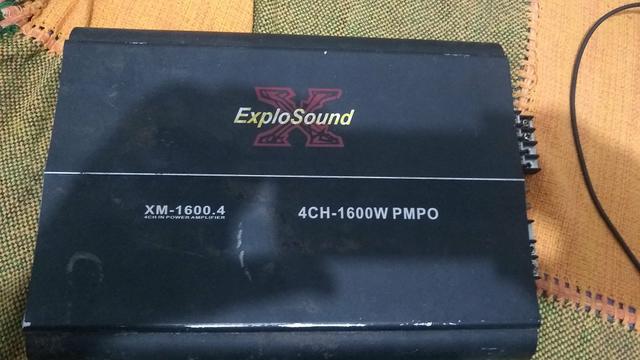 X
ExploSound
XM-1600.4
4CH IN POWER AMPLIFIER
4CH-1600W PMPO